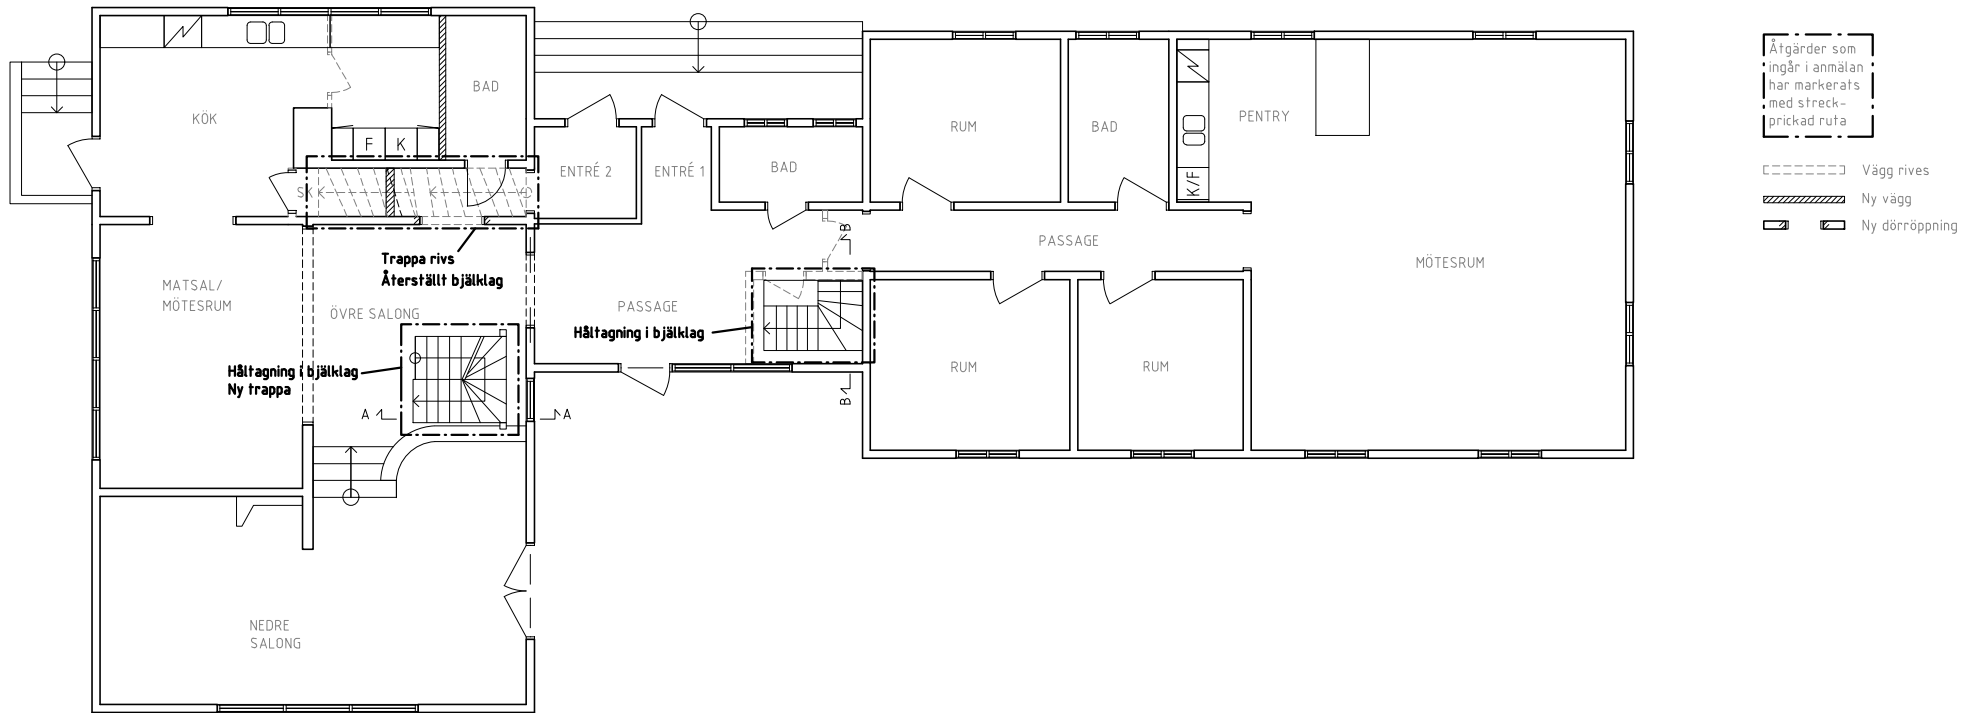 KÖK
F
K
BAD
SK
ENTRÉ 2
ENTRÉ 1
BAD
RUM
BAD
PENTRY
K/F
Trappa rivs
Återställt bjälklag
MATSAL/
MÖTESRUM
ÖVRE SALONG
PASSAGE
Håltagning i bjälklag
B
PASSAGE
MÖTESRUM
Håltagning i bjälklag
Ny trappa
A
A
B
RUM
RUM
NEDRE
SALONG
Åtgärder som
ingår i anmälan
har markerats
med streck-
prickad ruta
Vägg rives
Ny vägg
Ny dörröppning